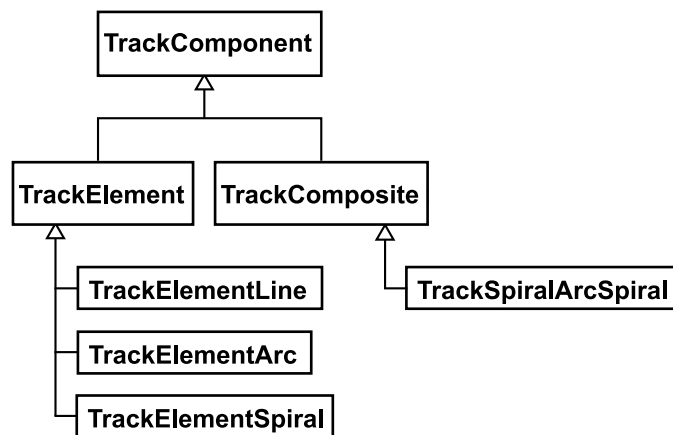 TrackComponent
TrackElement
TrackComposite
TrackElementLine
TrackSpiralArcSpiral
TrackElementArc
TrackElementSpiral